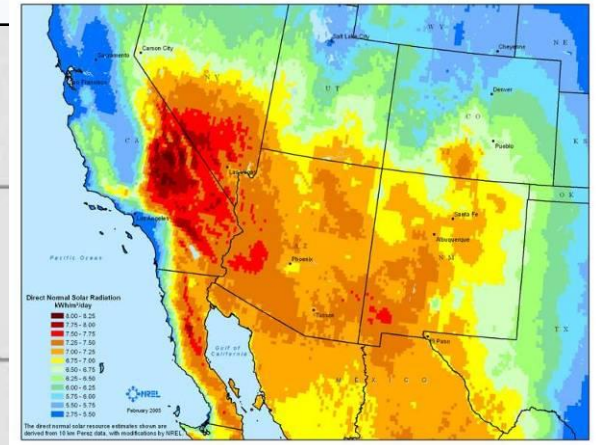 Salt Lake City
W Y
N E
Cheyenne
Sacramento
Carson City
N V
U T
Denver
C O
Pueblo
K S
C A
O K
Santa Fe
Los Angeles
Albuquerque
A Z
N M
Pacific Ocean
Phoenix
Tucson
El Paso
T X
Gulf of
California
M E X I C O
Direct Normal Solar Radiation
kWh/m²/day
8.00 - 8.25
7.75 - 8.00
7.50 - 7.75
7.25 - 7.50
7.00 - 7.25
6.75 - 7.00
6.50 - 6.75
6.25 - 6.50
6.00 - 6.25
5.75 - 6.00
5.50 - 5.75
2.75 - 5.50
NREL
February 2005
The direct normal solar resource estimates shown are
derived from 10 km Perez data, with modifications by NREL.